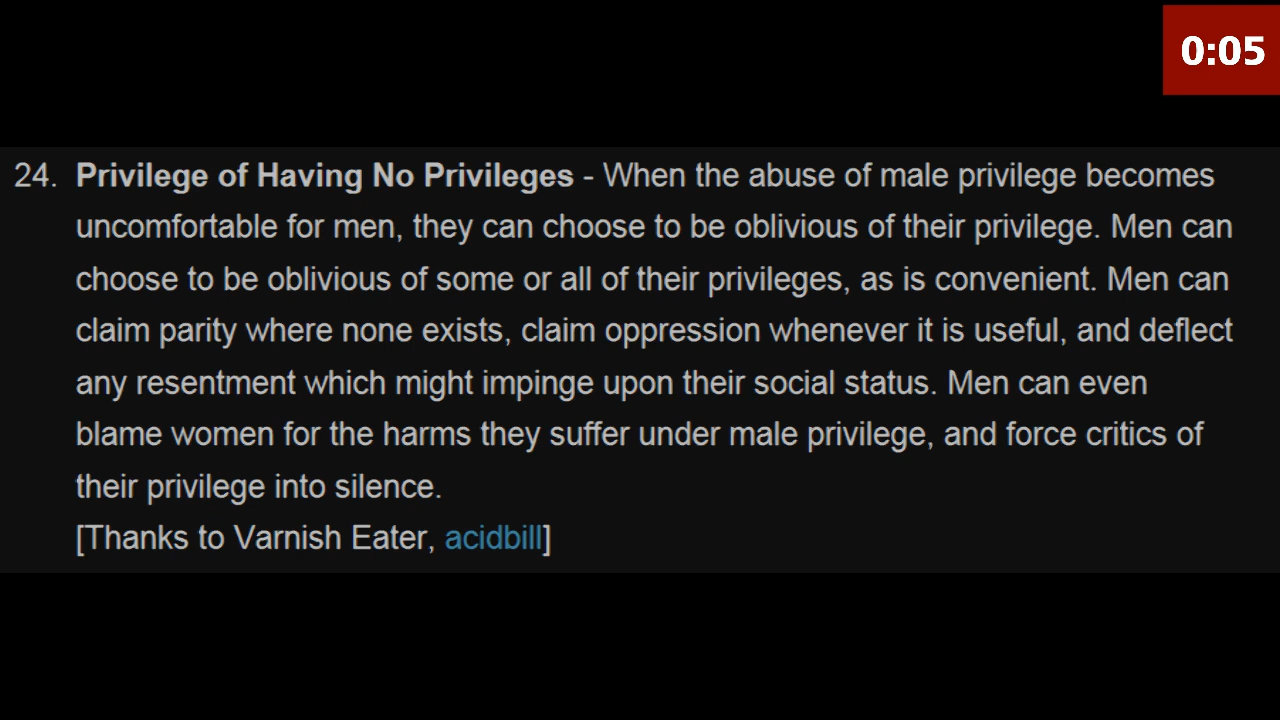 0:05
24. Privilege of Having No Privileges - When the abuse of male privilege becomes
uncomfortable for men, they can choose to be oblivious of their privilege. Men can
choose to be oblivious of some or all of their privileges, as is convenient. Men can
claim parity where none exists, claim oppression whenever it is useful, and deflect
any resentment which might impinge upon their social status. Men can even
blame women for the harms they suffer under male privilege, and force critics of
their privilege into silence.
[Thanks to Varnish Eater, acidbill]